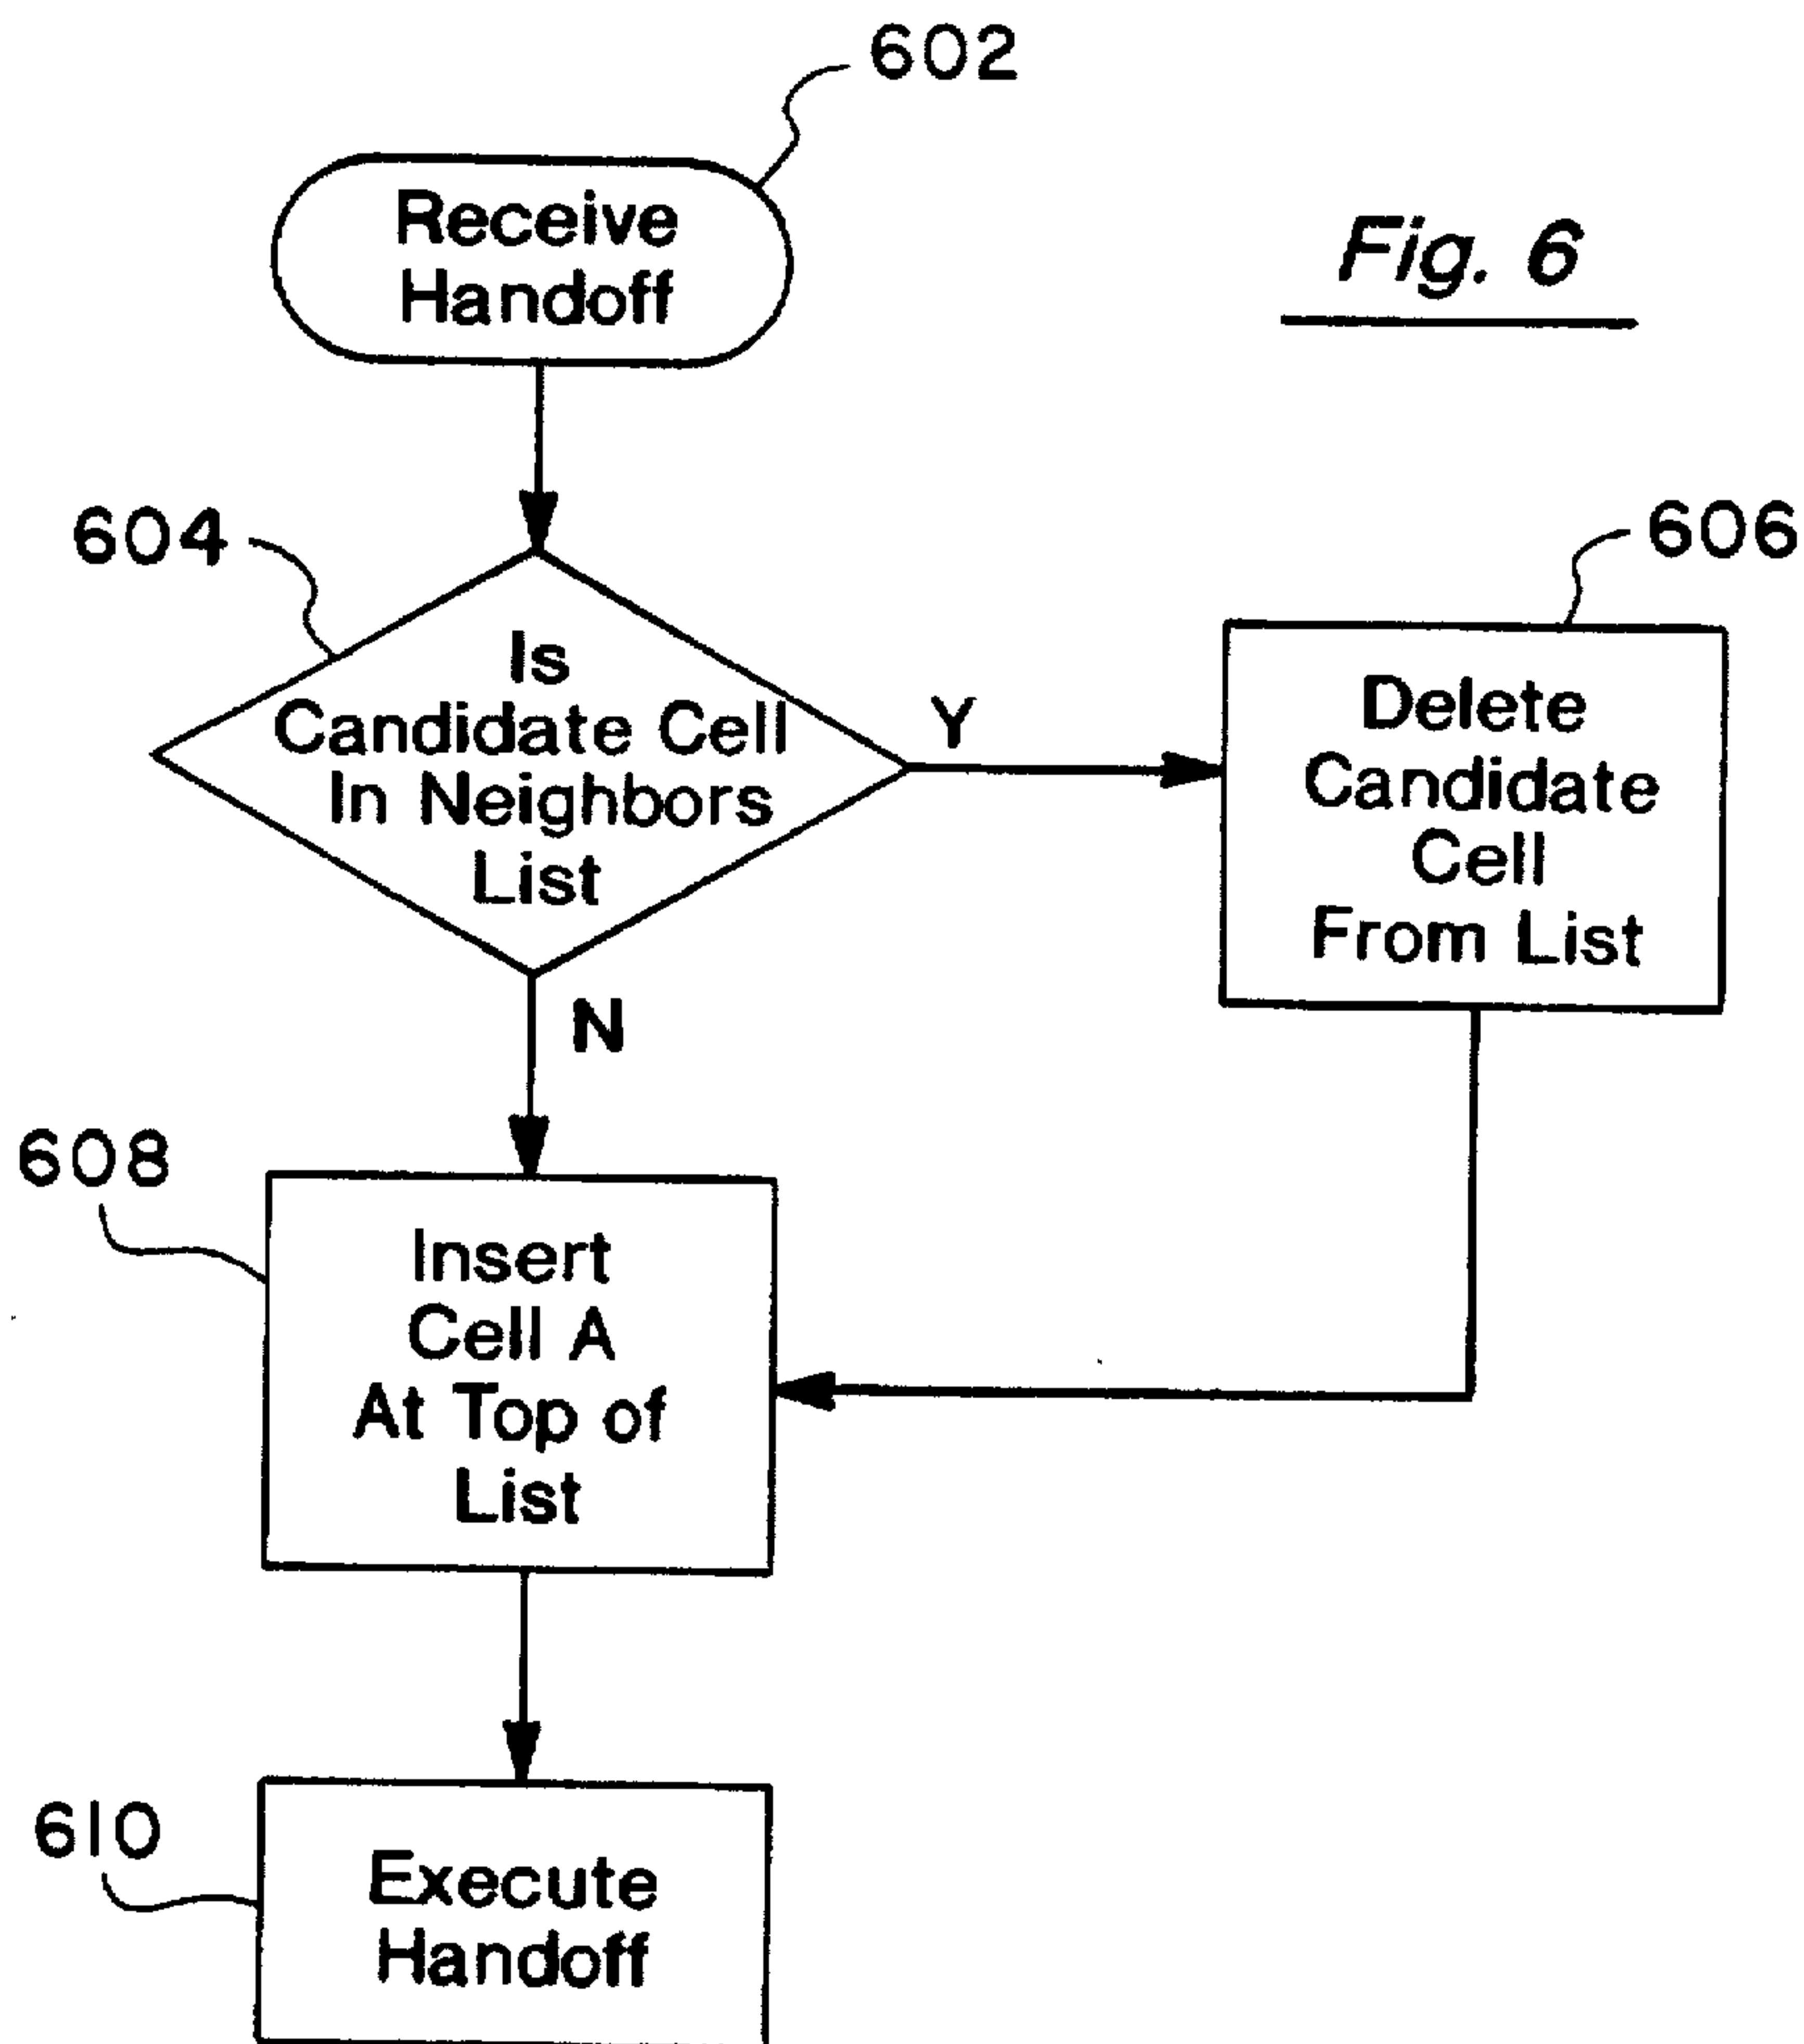 602
Receive
Handoff
Fig. 6
604
Is
Candidate Cell
In Neighbors
List
Y
606
Delete
Candidate
Cell
From List
N
608
Insert
Cell A
At Top of
List
610
Execute
Handoff